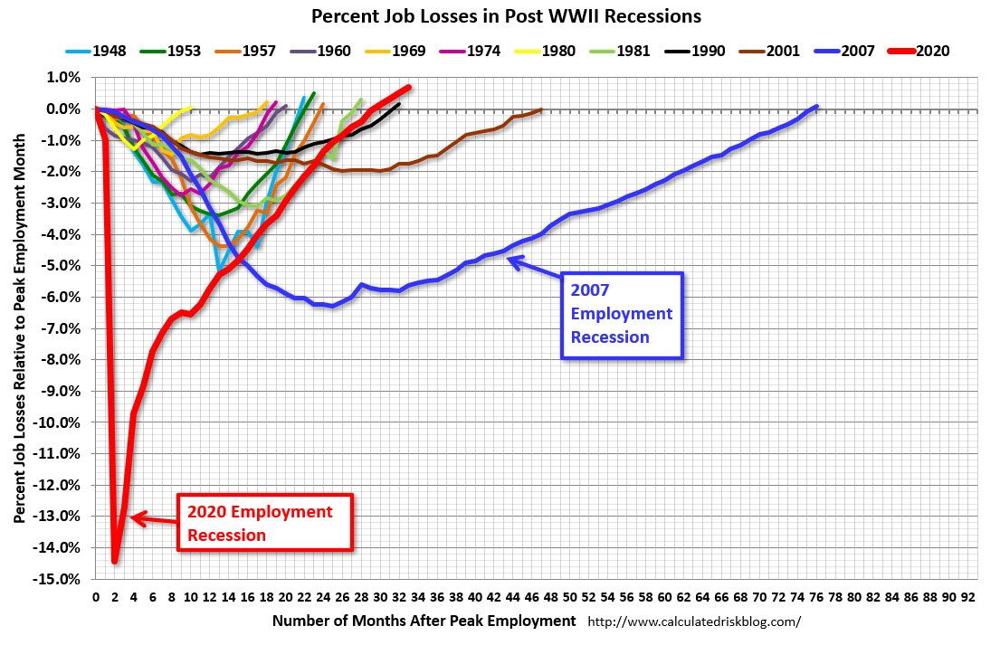 Percent Job Losses in Post WWII Recessions
1948 1953 1957 1960 1969 1974 1980 1981 1990 2001 2007 2020
Percent Job Losses Relative to Peak Employment Month
1.0%
0.0%
-1.0%
-2.0%
-3.0%
-4.0%
-5.0%
-6.0%
-7.0%
-8.0%
-9.0%
-10.0%
-11.0%
-12.0%
-13.0%
-14.0%
-15.0%
2007
Employment
Recession
2020 Employment
Recession
0 2 4 6 8 10 12 14 16 18 20 22 24 26 28 30 32 34 36 38 40 42 44 46 48 50 52 54 56 58 60 62 64 66 68 70 72 74 76 78 80 82 84 86 88 90 92
Number of Months After Peak Employment http://www.calculatedriskblog.com/